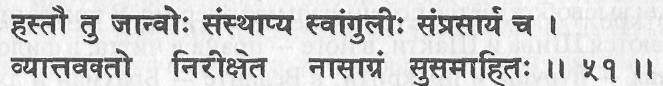 हस्तौ तु जान्वोः संस्थाप्य स्वांगुलीः संप्रसार्य च ।
व्यात्तवक्तो निरीक्षेत नासाग्रं सुसमाहितः ॥ ५१ ॥